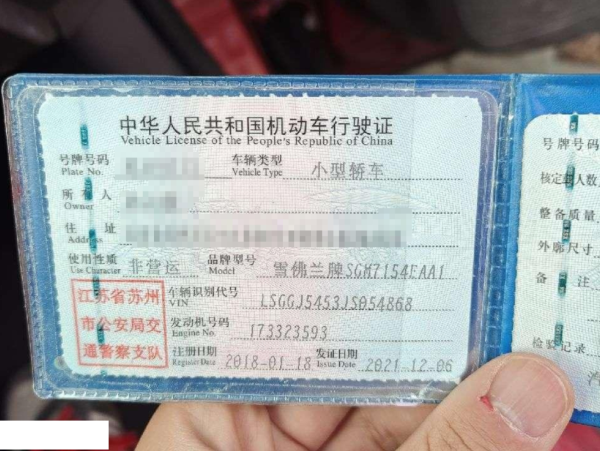 中华人民共和国机动车行驶证
Vehicle License of the People's Republic of China
号牌号码
Plate No.
车辆类型 小型轿车
Vehicle Type
所有人
Owner
住址
Address
使用性质 非营运
Use Character
品牌型号 雪佛兰牌SGM7154EAA1
Model
江苏省苏州
市公安局交
通警察支队
车辆识别代号 LSGGJ5453JS054868
VIN
发动机号码 173323593
Engine No.
注册日期 2018-01-18
Register Date
发证日期 2021-12-06
Issue Date
号牌号码
核定载人数
整备质量
外廓尺寸
备注
检验记录